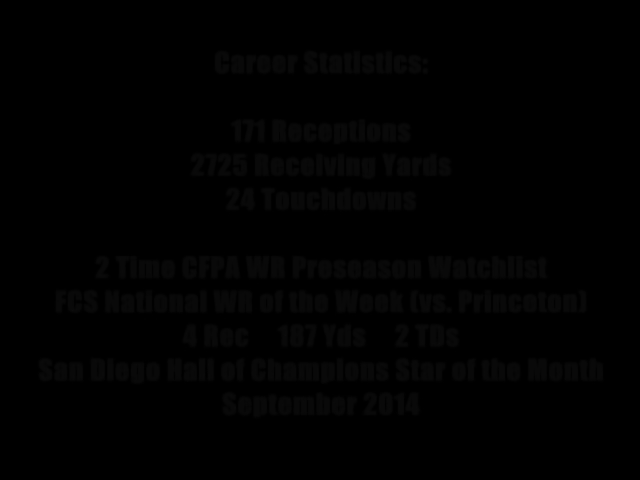 Career Statistics:
171 Receptions
2725 Receiving Yards
24 Touchdowns
2 Time CFPA WR Preseason Watchlist
FCS National WR of the Week (vs. Princeton)
4 Rec 187 Yds 2 TDs
San Diego Hall of Champions Star of the Month
September 2014